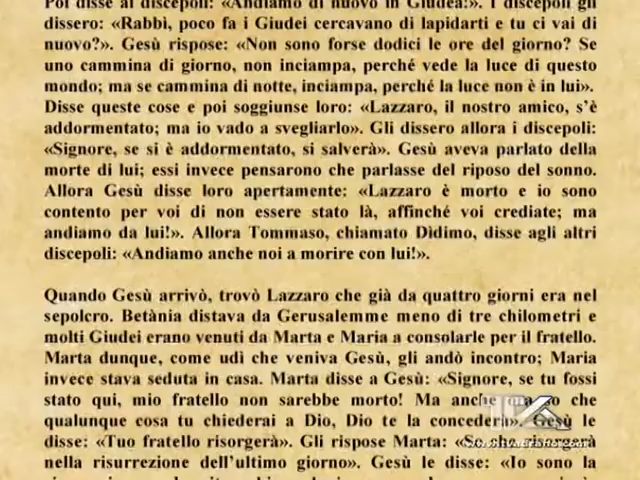 Poi disse ai discepoli: «Andiamo di nuovo in Giudea!». I discepoli gli
dissero: «Rabbì, poco fa i Giudei cercavano di lapidarti e tu ci vai di
nuovo?». Gesù rispose: «Non sono forse dodici le ore del giorno? Se
uno cammina di giorno, non inciampa, perché vede la luce di questo
mondo; ma se cammina di notte, inciampa, perché la luce non è in lui».
Disse queste cose e poi soggiunse loro: «Lazzaro, il nostro amico, s’è
addormentato; ma io vado a svegliarlo». Gli dissero allora i discepoli:
«Signore, se si è addormentato, si salverà». Gesù aveva parlato della
morte di lui; essi invece pensarono che parlasse del riposo del sonno.
Allora Gesù disse loro apertamente: «Lazzaro è morto e io sono
contento per voi di non essere stato là, affinché voi crediate; ma
andiamo da lui!». Allora Tommaso, chiamato Dìdimo, disse agli altri
discepoli: «Andiamo anche noi a morire con lui!».
Quando Gesù arrivò, trovò Lazzaro che già da quattro giorni era nel
sepolcro. Betània distava da Gerusalemme meno di tre chilometri e
molti Giudei erano venuti da Marta e Maria a consolarle per il fratello.
Marta dunque, come udì che veniva Gesù, gli andò incontro; Maria
invece stava seduta in casa. Marta disse a Gesù: «Signore, se tu fossi
stato qui, mio fratello non sarebbe morto! Ma anche ora so che
qualunque cosa tu chiederai a Dio, Dio te la concederà». Gesù le
disse: «Tuo fratello risorgerà». Gli rispose Marta: «So che risorgerà
nella risurrezione dell’ultimo giorno». Gesù le disse: «Io sono la